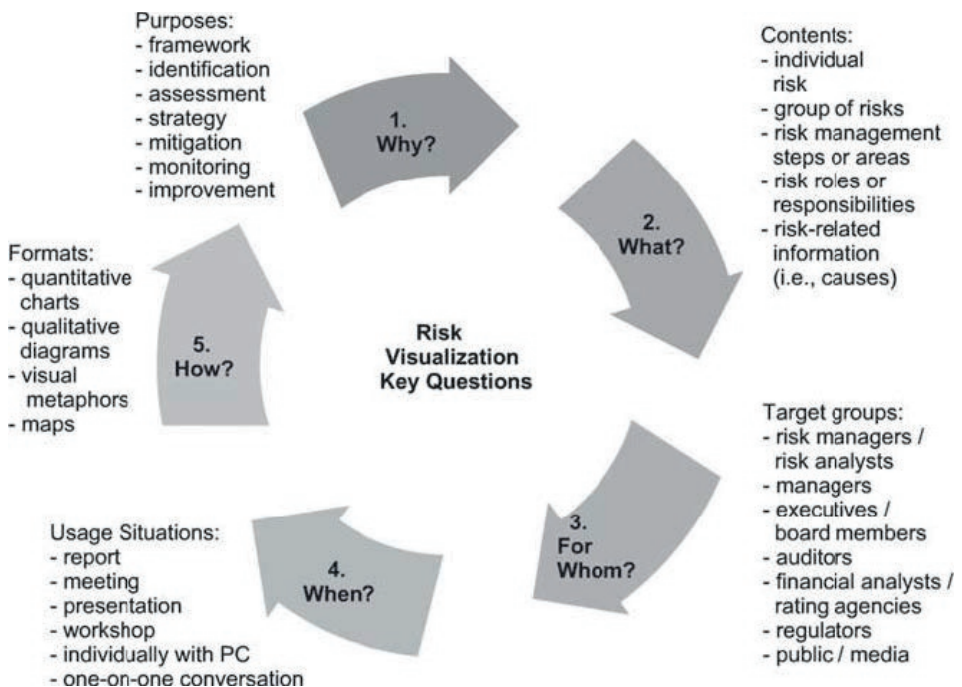 Purposes:
- framework
- identification
- assessment
- strategy
- mitigation
- monitoring
- improvement
1.
Why?
Contents:
- individual
risk
- group of risks
- risk management
steps or areas
- risk roles or
responsibilities
- risk-related
information
(i.e., causes)
2.
What?
Risk
Visualization
Key Questions
Target groups:
- risk managers /
risk analysts
- managers
- executives /
board members
- auditors
- financial analysts /
rating agencies
- regulators
- public / media
3.
For
Whom?
Usage Situations:
- report
- meeting
- presentation
- workshop
- individually with PC
- one-on-one conversation
4.
When?
Formats:
- quantitative
charts
- qualitative
diagrams
- visual
metaphors
- maps
5.
How?